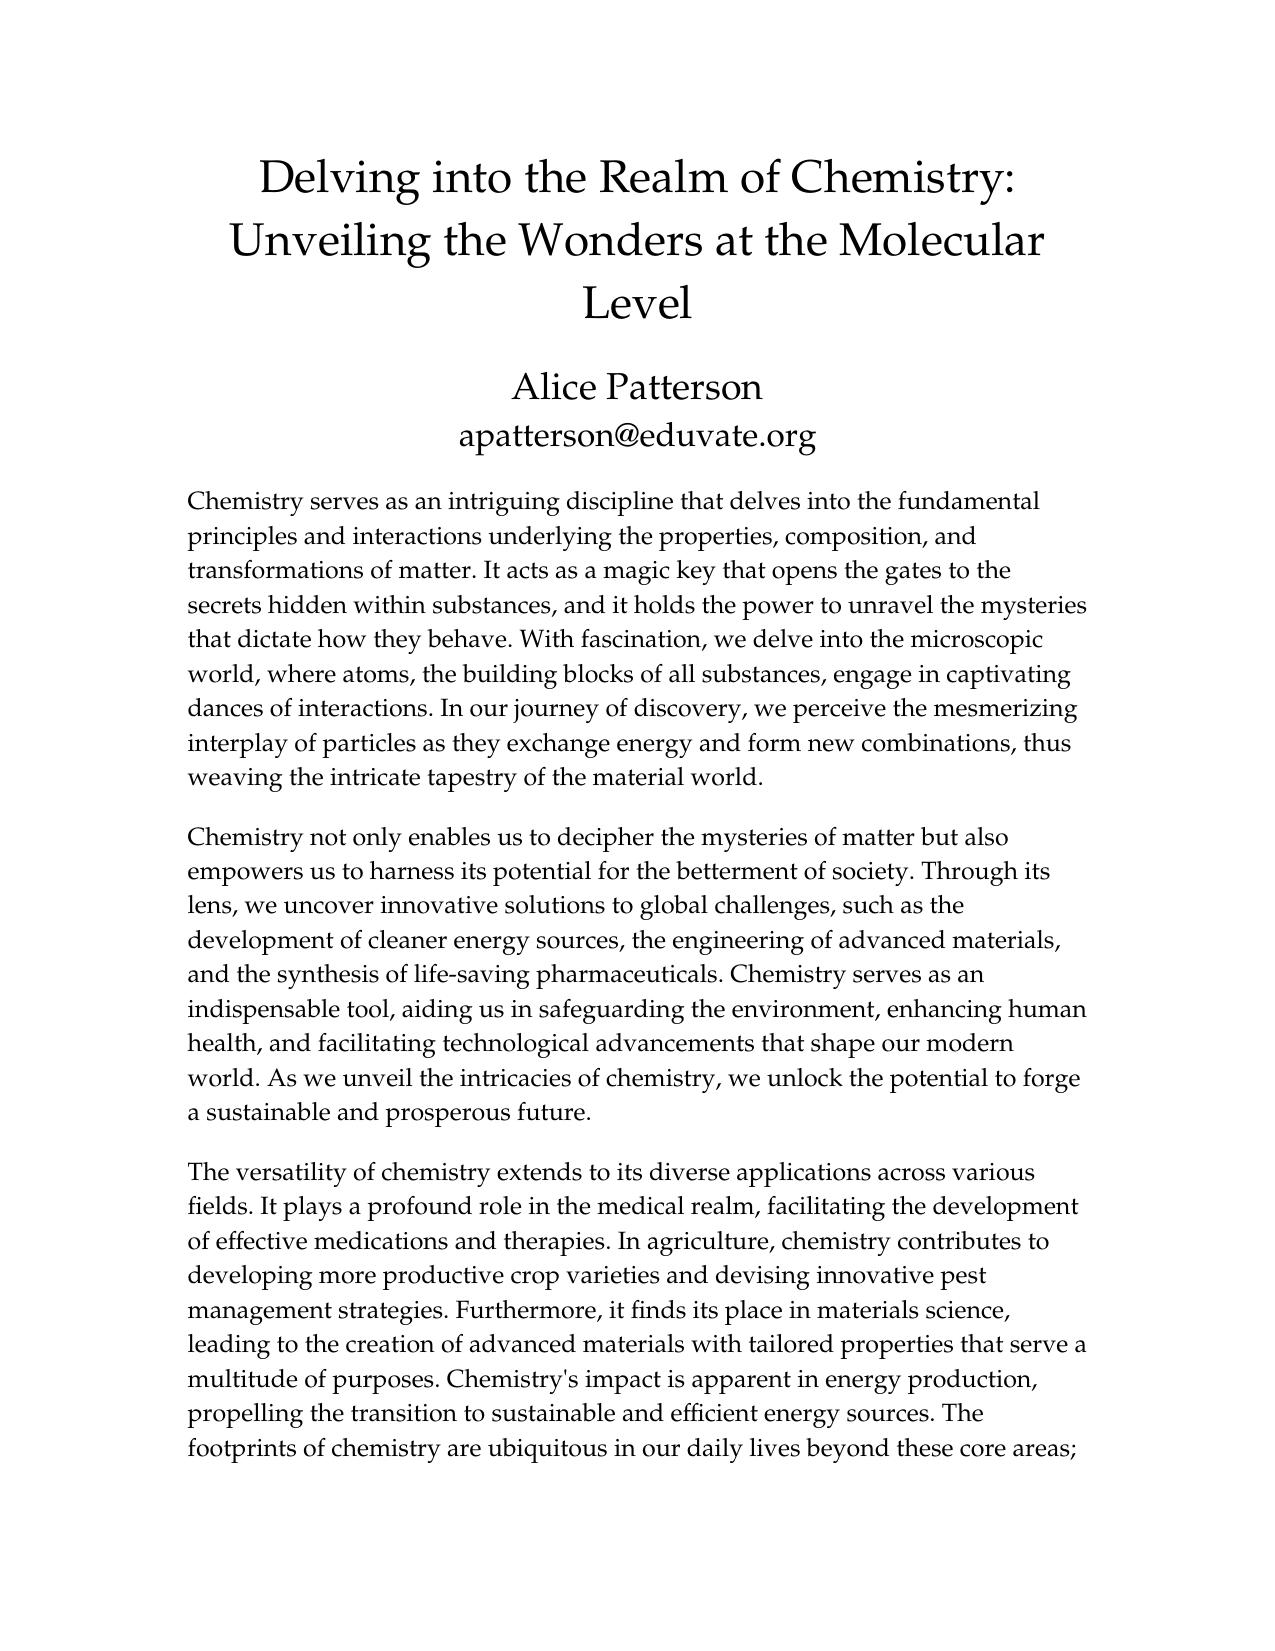 Delving into the Realm of Chemistry:
Unveiling the Wonders at the Molecular
Level
Alice Patterson
apatterson@eduvate.org
Chemistry serves as an intriguing discipline that delves into the fundamental
principles and interactions underlying the properties, composition, and
transformations of matter. It acts as a magic key that opens the gates to the
secrets hidden within substances, and it holds the power to unravel the mysteries
that dictate how they behave. With fascination, we delve into the microscopic
world, where atoms, the building blocks of all substances, engage in captivating
dances of interactions. In our journey of discovery, we perceive the mesmerizing
interplay of particles as they exchange energy and form new combinations, thus
weaving the intricate tapestry of the material world.
Chemistry not only enables us to decipher the mysteries of matter but also
empowers us to harness its potential for the betterment of society. Through its
lens, we uncover innovative solutions to global challenges, such as the
development of cleaner energy sources, the engineering of advanced materials,
and the synthesis of life-saving pharmaceuticals. Chemistry serves as an
indispensable tool, aiding us in safeguarding the environment, enhancing human
health, and facilitating technological advancements that shape our modern
world. As we unveil the intricacies of chemistry, we unlock the potential to forge
a sustainable and prosperous future.
The versatility of chemistry extends to its diverse applications across various
fields. It plays a profound role in the medical realm, facilitating the development
of effective medications and therapies. In agriculture, chemistry contributes to
developing more productive crop varieties and devising innovative pest
management strategies. Furthermore, it finds its place in materials science,
leading to the creation of advanced materials with tailored properties that serve a
multitude of purposes. Chemistry's impact is apparent in energy production,
propelling the transition to sustainable and efficient energy sources. The
footprints of chemistry are ubiquitous in our daily lives beyond these core areas;